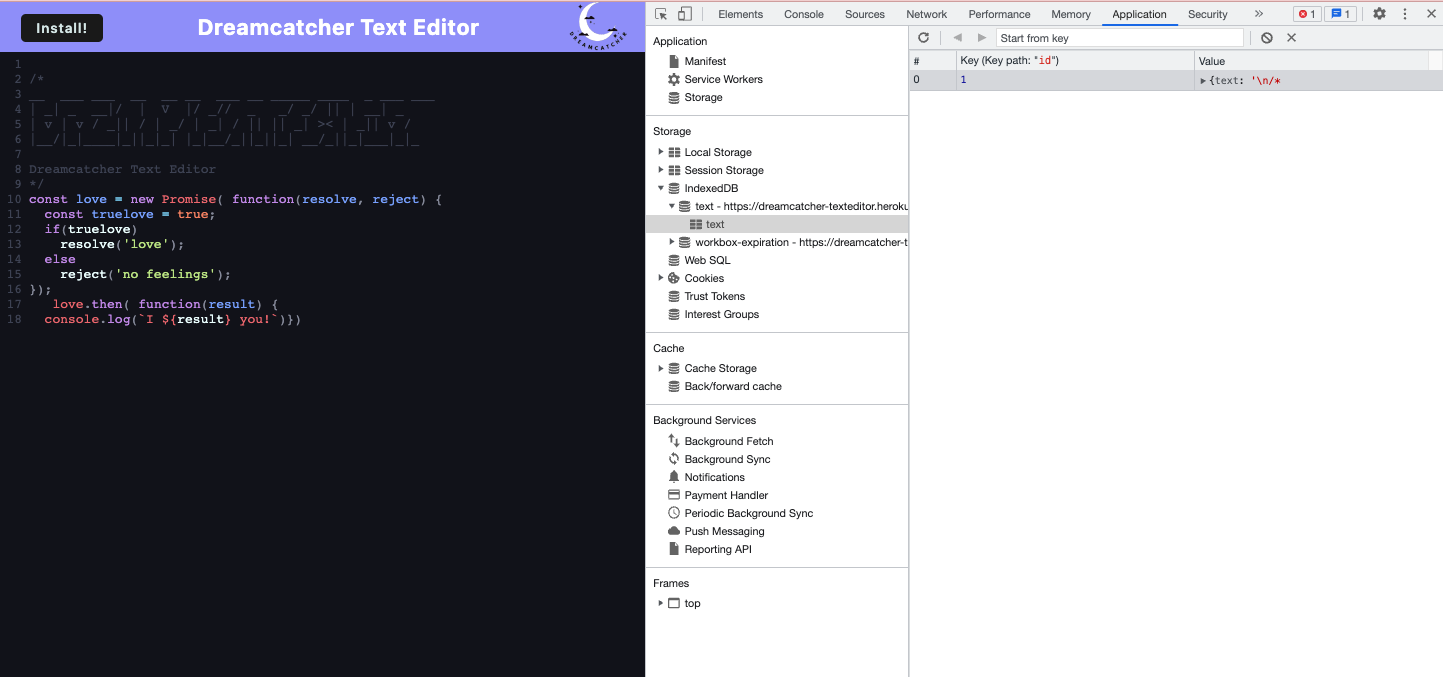 Install!
Dreamcatcher Text Editor
DREAMCATCHER
1
2 /*
3
4
5
6
7
8 Dreamcatcher Text Editor
9 */
10 const love = new Promise( function(resolve, reject) {
11 const truelove = true;
12 if(truelove)
13 resolve('love');
14 else
15 reject('no feelings');
16 });
17 love.then( function(result) {
18 console.log(`I ${result} you!`)})
Elements Console Sources Network Performance Memory Application Security » 1 1
Application
Manifest
Service Workers
Storage
Storage
Local Storage
Session Storage
IndexedDB
text - https://dreamcatcher-texteditor.heroku
text
workbox-expiration - https://dreamcatcher-t
Web SQL
Cookies
Trust Tokens
Interest Groups
Cache
Cache Storage
Back/forward cache
Background Services
Background Fetch
Background Sync
Notifications
Payment Handler
Periodic Background Sync
Push Messaging
Reporting API
Frames
top
Start from key
# Key (Key path: "id") Value
0 1 {text: '\n/*